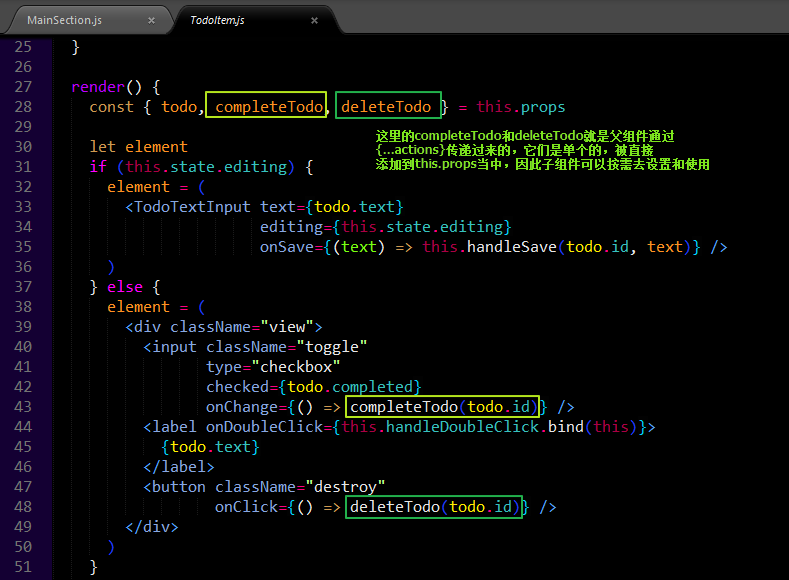 MainSection.js × TodoItem.js ×
25 }
26
27 render() {
28 const { todo, completeTodo, deleteTodo } = this.props
29
这里的completeTodo和deleteTodo就是父组件通过
30 let element
{...actions}传递过来的，它们是单个的，被直接
31 if (this.state.editing) {
添加到this.props当中，因此子组件可以按需去设置和使用
32 element = (
33 <TodoTextInput text={todo.text}
34 editing={this.state.editing}
35 onSave={(text) => this.handleSave(todo.id, text)} />
36 )
37 } else {
38 element = (
39 <div className="view">
40 <input className="toggle"
41 type="checkbox"
42 checked={todo.completed}
43 onChange={() => completeTodo(todo.id)} />
44 <label onDoubleClick={this.handleDoubleClick.bind(this)}>
45 {todo.text}
46 </label>
47 <button className="destroy"
48 onClick={() => deleteTodo(todo.id)} />
49 </div>
50 )
51 }